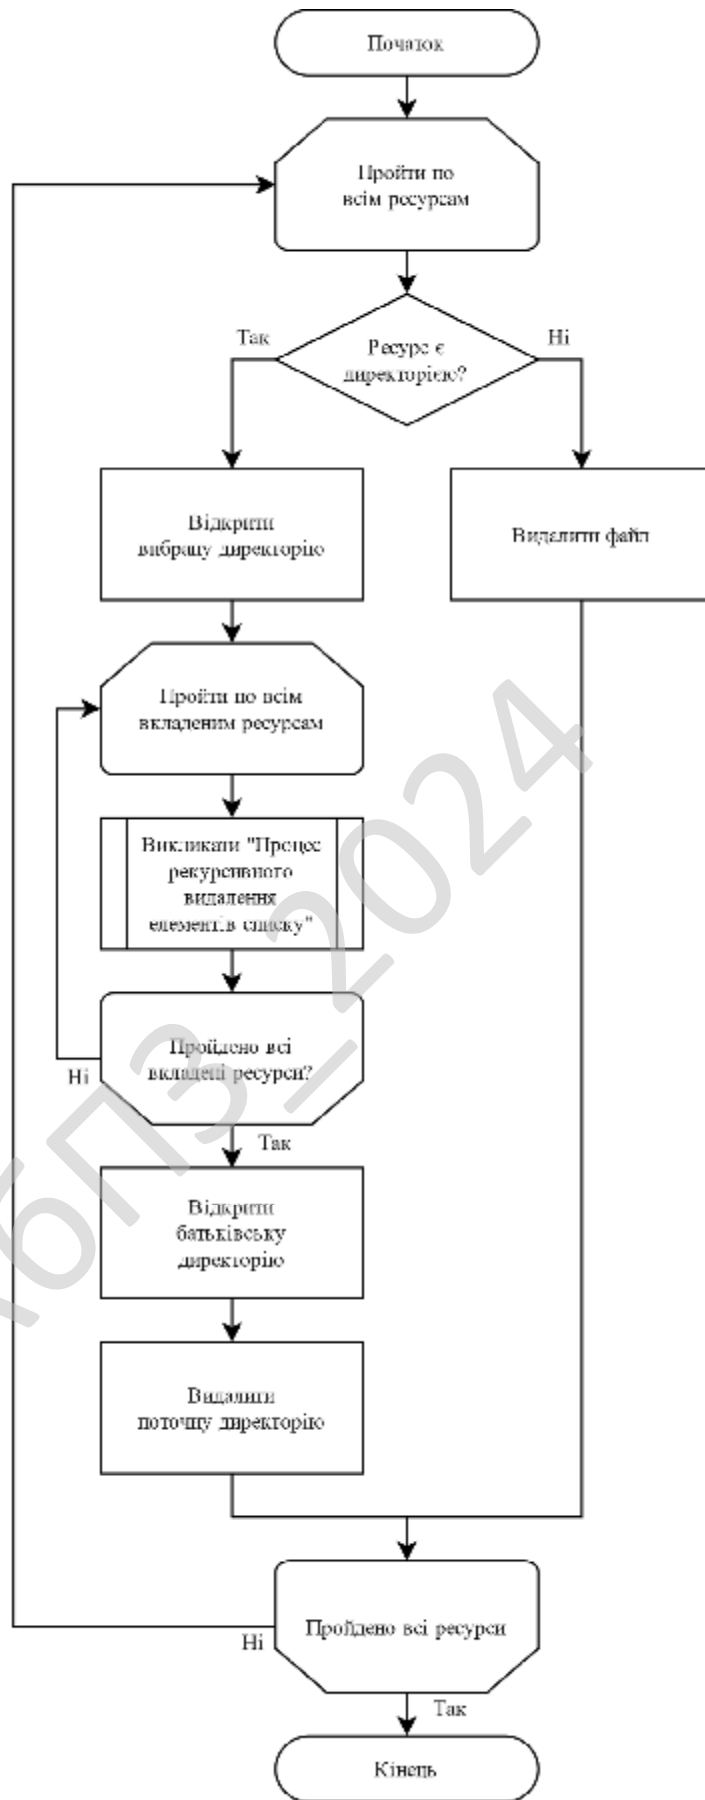 Початок
Пройти по
всім ресурсам
Ресурс є
директорією?
Так
Ні
Відкрити
вибрану директорію
Видалити файл
Пройти по всім
вкладеним ресурсам
Викликати "Процес
рекурсивного
видалення
елементів списку"
Пройдено всі
вкладені ресурси?
Ні
Так
Відкрити
батьківську
директорію
Видалити
поточну директорію
Пройдено всі ресурси
Ні
Так
Кінець
бПЗ_2024